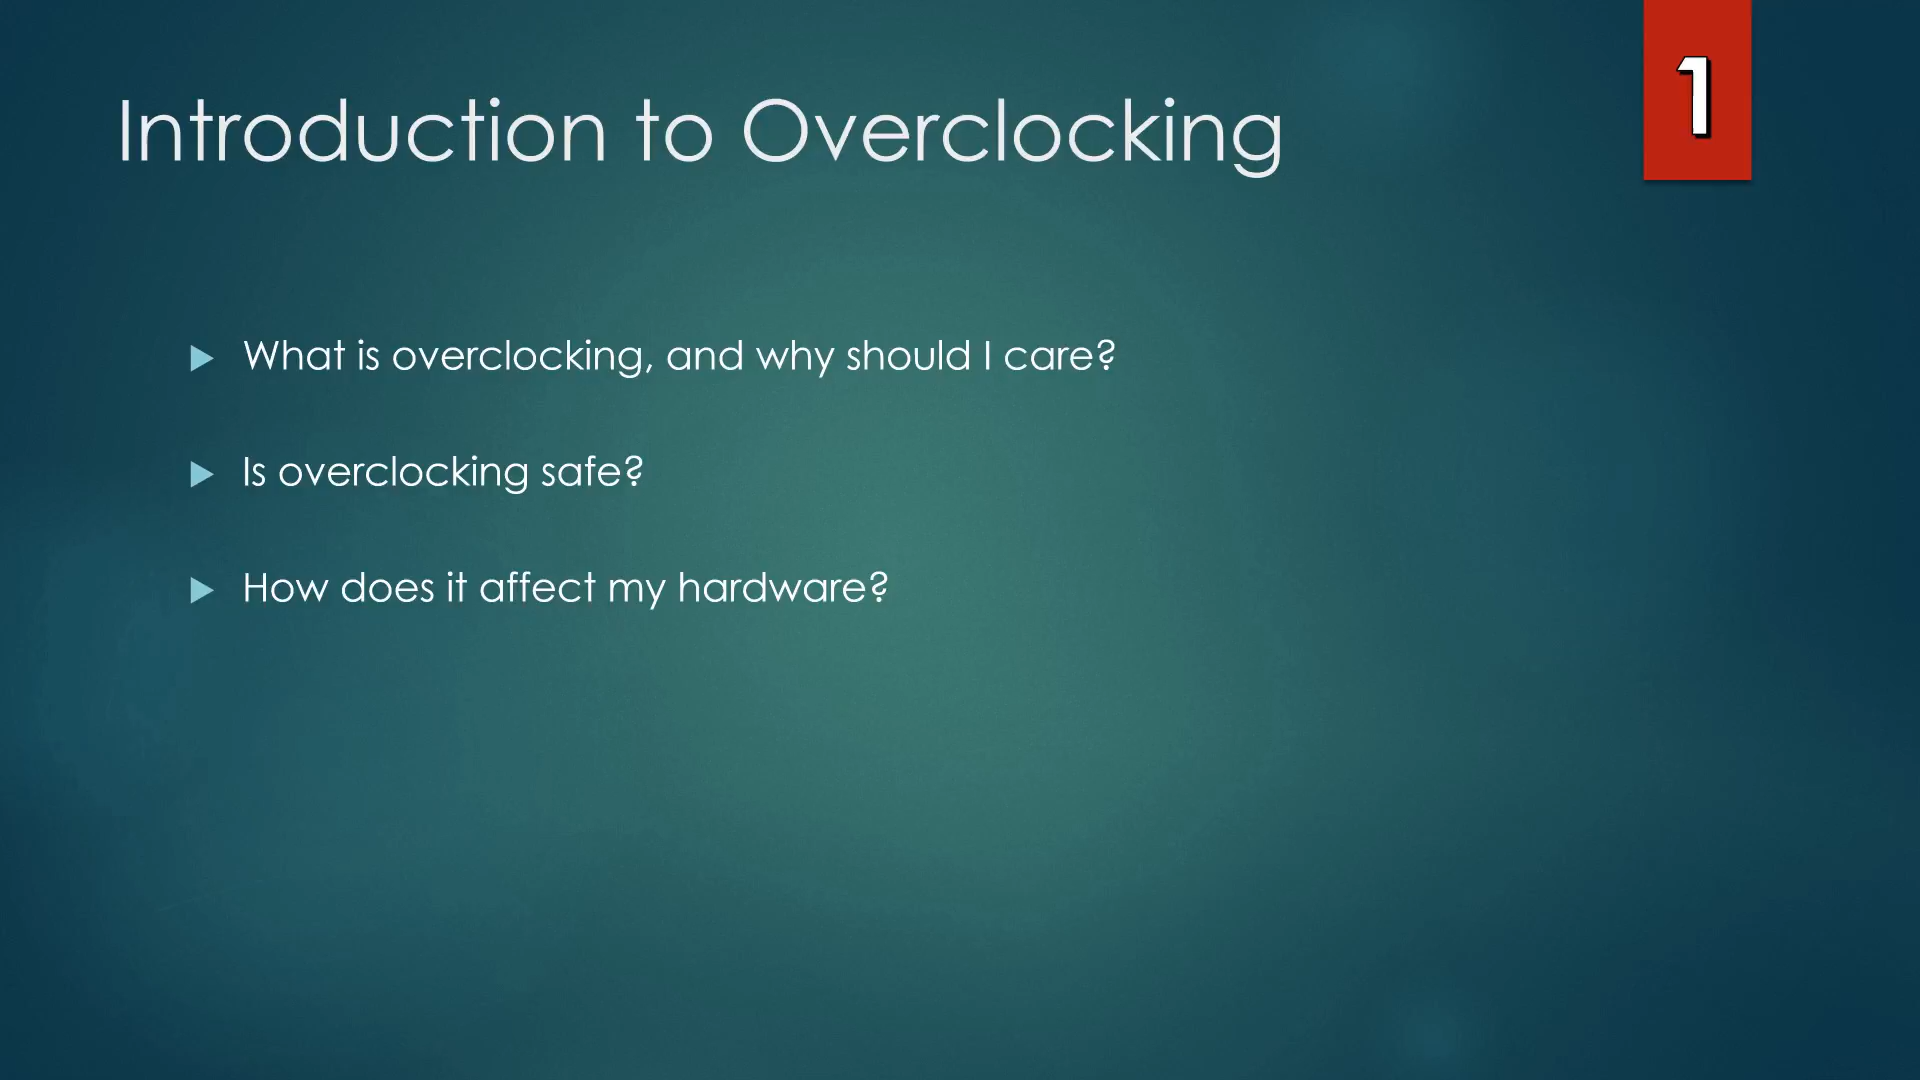 Introduction to Overclocking
1
What is overclocking, and why should I care?
Is overclocking safe?
How does it affect my hardware?